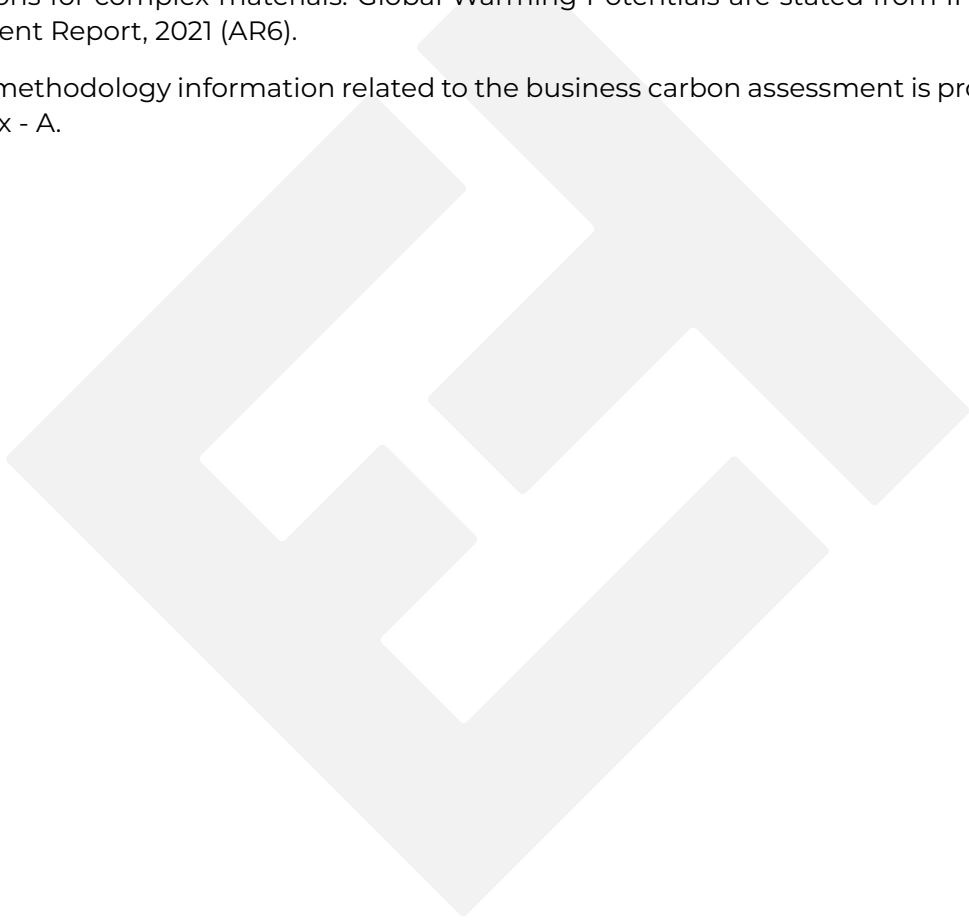 ons for complex materials. Global Warming Potentials are stated from
ent Report, 2021 (AR6).
methodology information related to the business carbon assessment is pro
x - A.